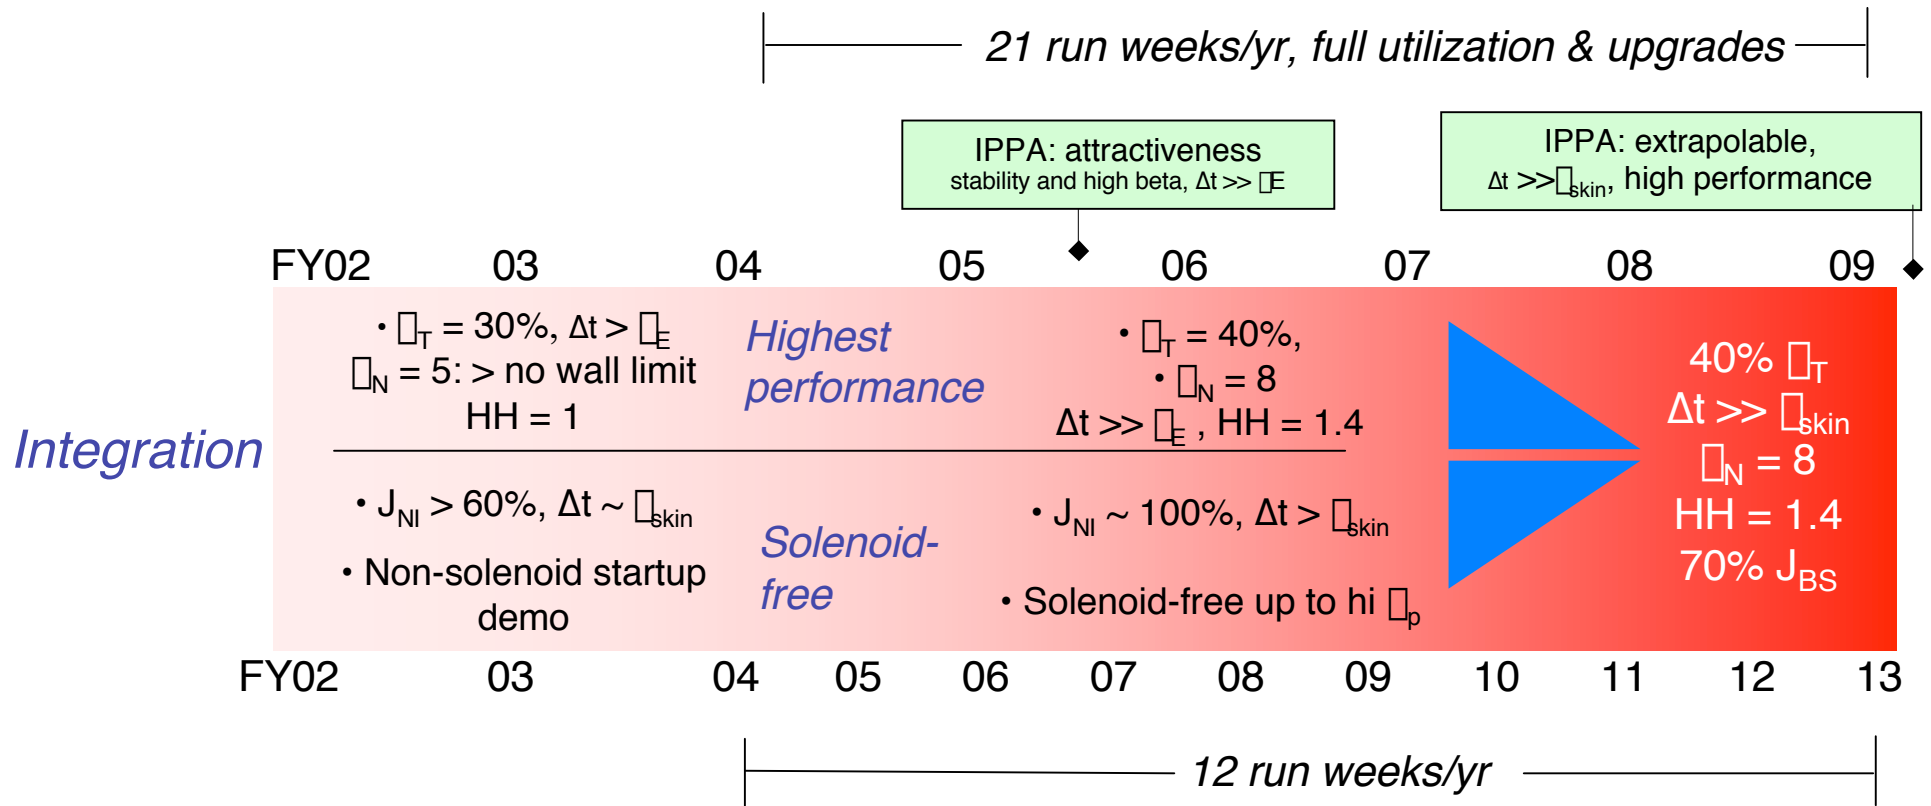 21 run weeks/yr, full utilization & upgrades
IPPA: attractiveness
stability and high beta, Δt >> □E
IPPA: extrapolable,
Δt >>□skin, high performance
FY02 03 04 05 06 07 08 09
• □T = 30%, Δt > □E
□N = 5: > no wall limit
HH = 1
Highest
performance
• □T = 40%,
• □N = 8
Δt >> □E , HH = 1.4
Integration
• JNI > 60%, Δt ~ □skin
• Non-solenoid startup
demo
Solenoid-
free
• JNI ~ 100%, Δt > □skin
• Solenoid-free up to hi □p
40% □T
Δt >> □skin
□N = 8
HH = 1.4
70% JBS
FY02 03 04 05 06 07 08 09 10 11 12 13
12 run weeks/yr